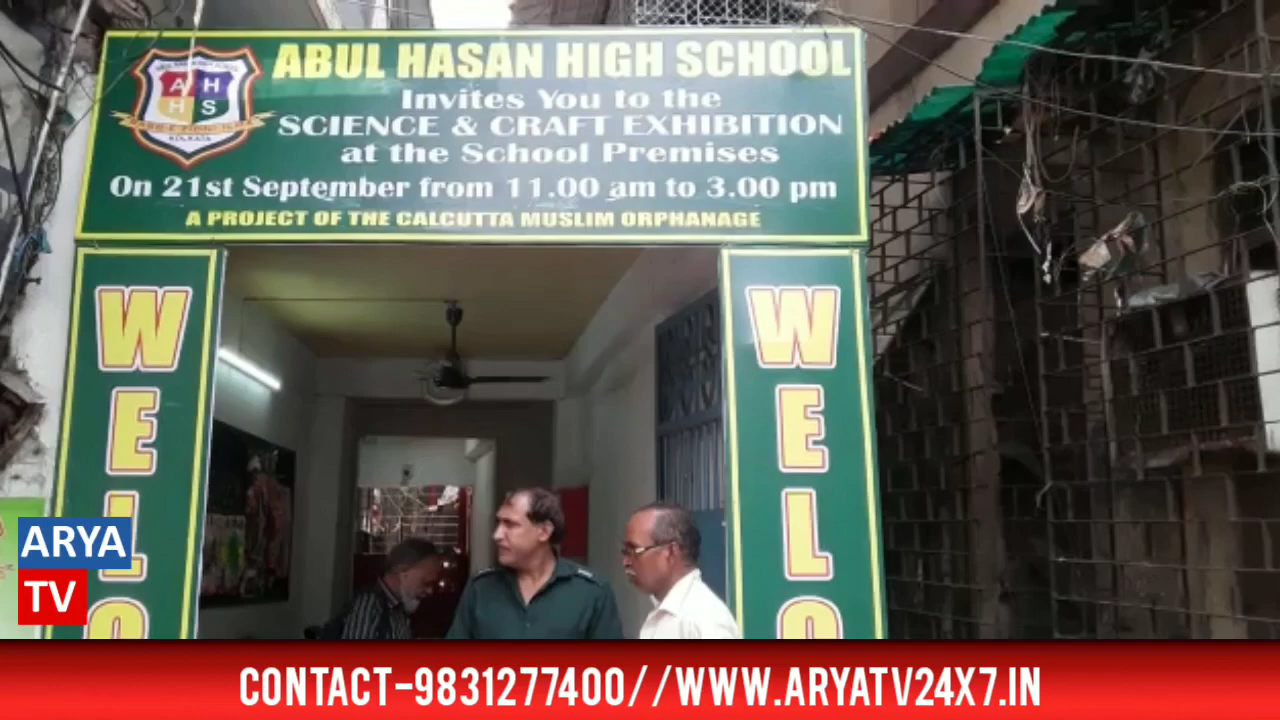 ABUL HASAN HIGH SCHOOL
Invites You to the
SCIENCE & CRAFT EXHIBITION
at the School Premises
On 21st September from 11.00 am to 3.00 pm
A PROJECT OF THE CALCUTTA MUSLIM ORPHANAGE
A H
H S
KOLKATA
W
E
L
O
W
E
L
O
ARYA
TV
CONTACT-9831277400//WWW.ARYATV24X7.IN